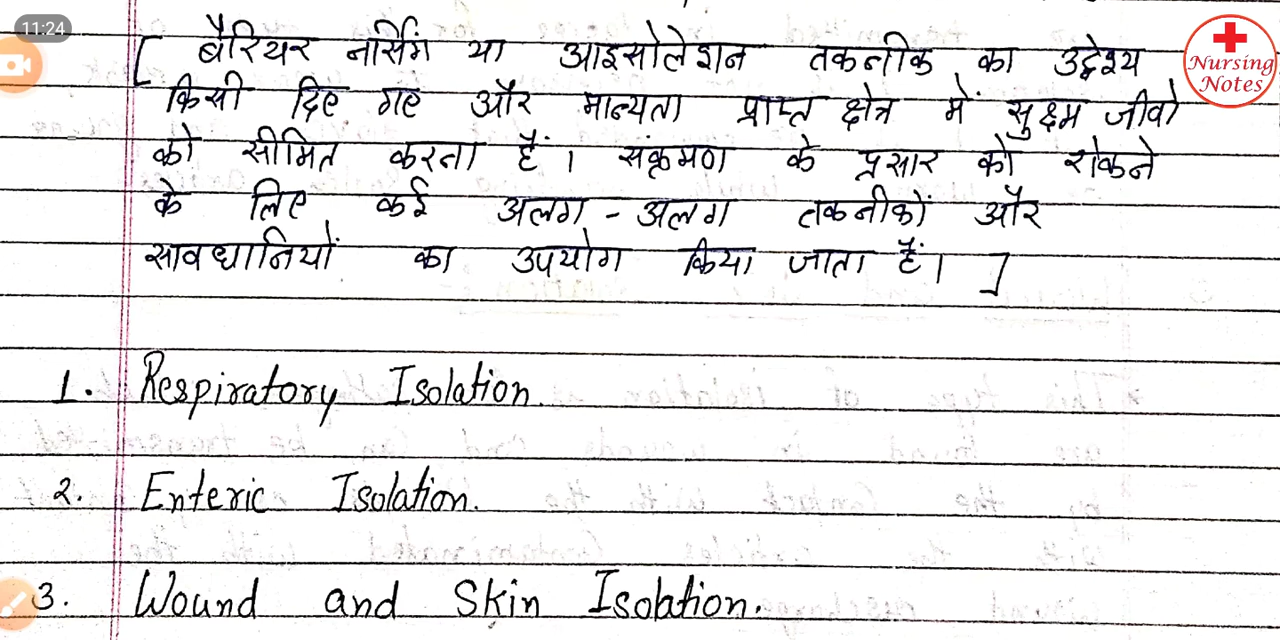 11:24
Nursing
Notes
[ बैरियर नर्सिंग या आइसोलेशन तकनीक का उद्देश्य
किसी दिए गए और मान्यता प्राप्त क्षेत्र में सुक्ष्म जीवो
को सीमित करता हैं। संक्रमण के प्रसार को रोकने
के लिए कई अलग - अलग तकनीकों और
सावधानियों का उपयोग किया जाता हैं। ]
1. Respiratory Isolation.
2. Enteric Isolation.
3. Wound and Skin Isolation.